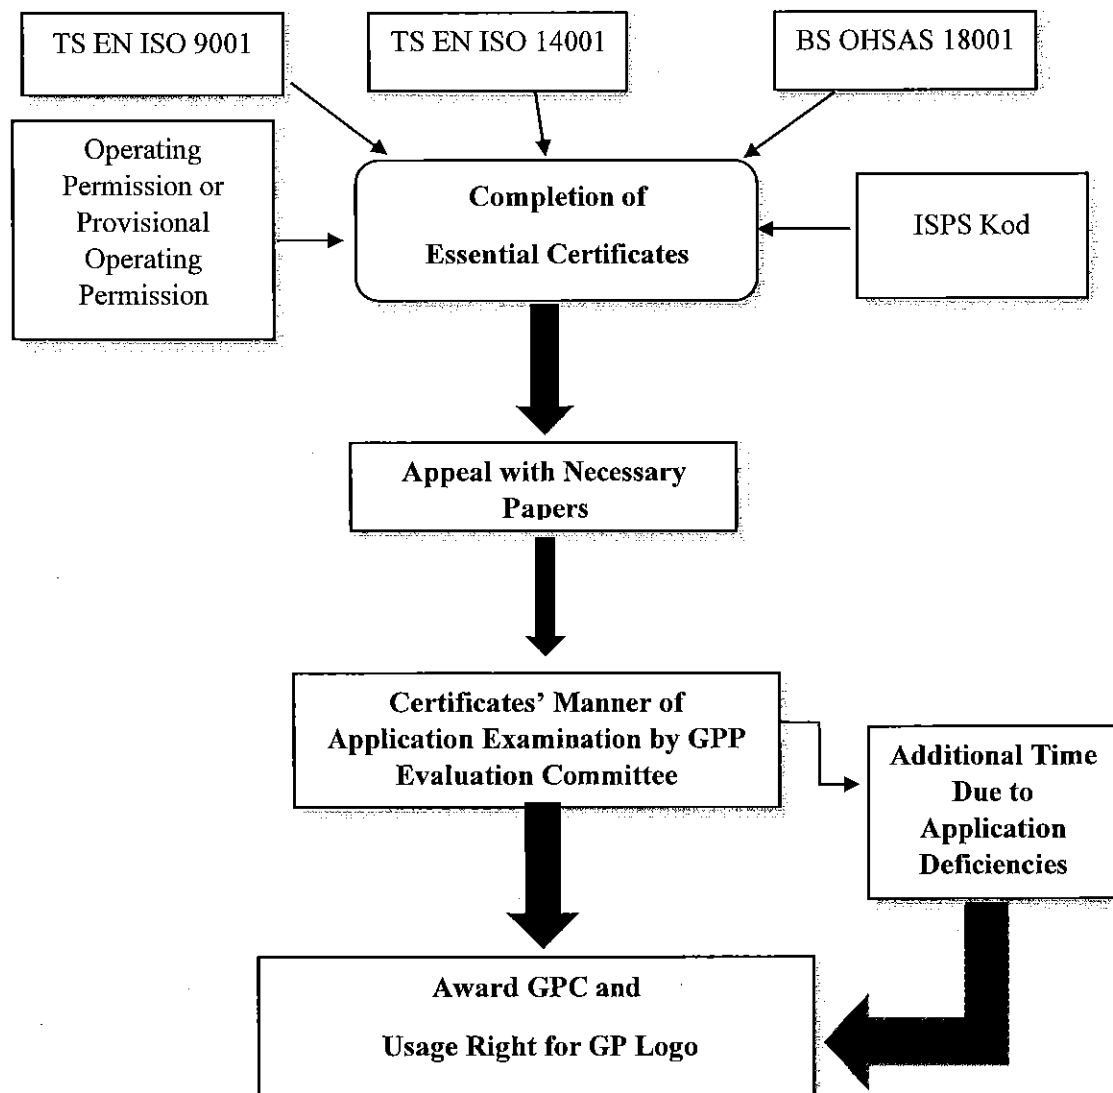 TS EN ISO 9001
TS EN ISO 14001
BS OHSAS 18001
Operating
Permission or
Provisional
Operating
Permission
Completion of
Essential Certificates
ISPS Kod
Appeal with Necessary
Papers
Certificates’ Manner of
Application Examination by GPP
Evaluation Committee
Additional Time
Due to
Application
Deficiencies
Award GPC and
Usage Right for GP Logo